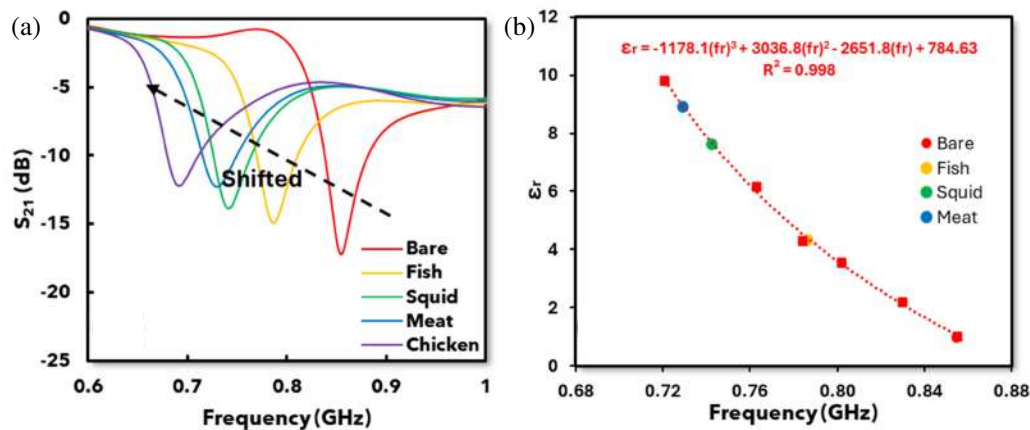 (a)
0
-5
-10
-15
-20
-25
S21 (dB)
Shifted
Bare
Fish
Squid
Meat
Chicken
0.6 0.7 0.8 0.9 1
Frequency (GHz)
(b)
12
10
8
6
4
2
0
εr
εr = -1178.1(fr)³ + 3036.8(fr)² - 2651.8(fr) + 784.63
R² = 0.998
Bare
Fish
Squid
Meat
0.68 0.72 0.76 0.80 0.84 0.88
Frequency (GHz)